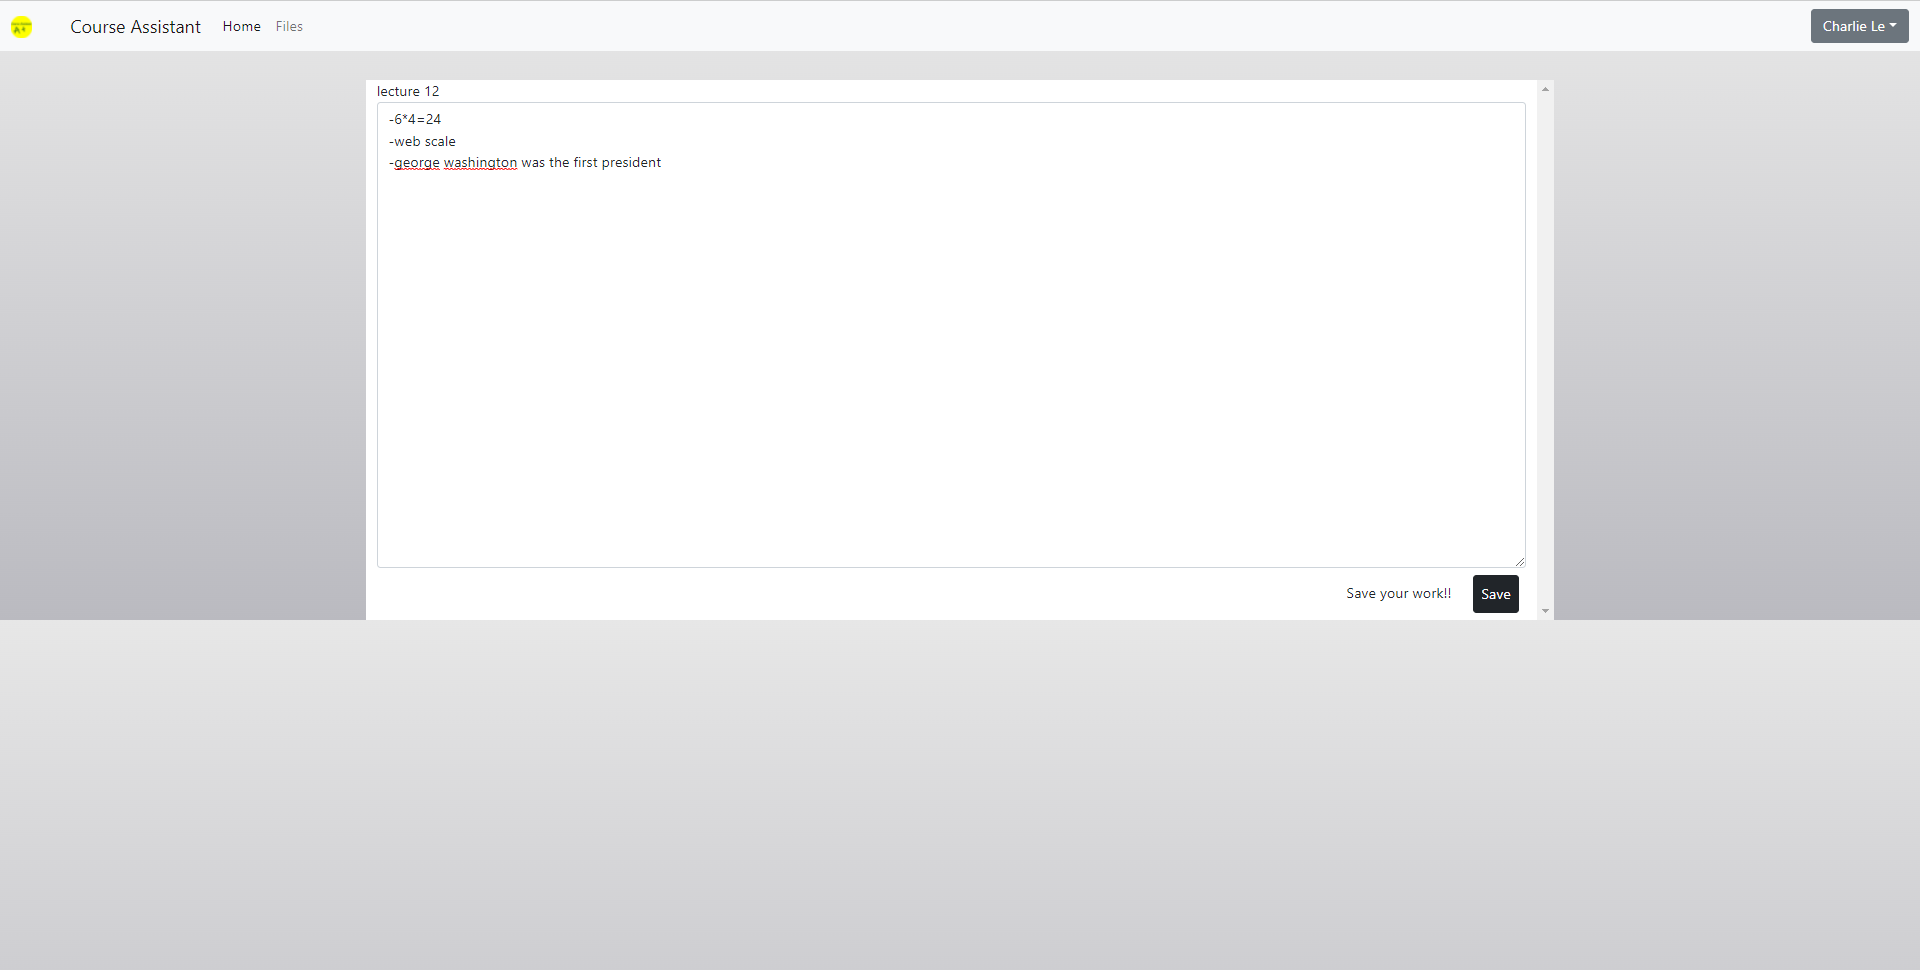 Course Assistant Home Files Charlie Le
lecture 12
-6*4=24
-web scale
-george washington was the first president
Save your work!! Save